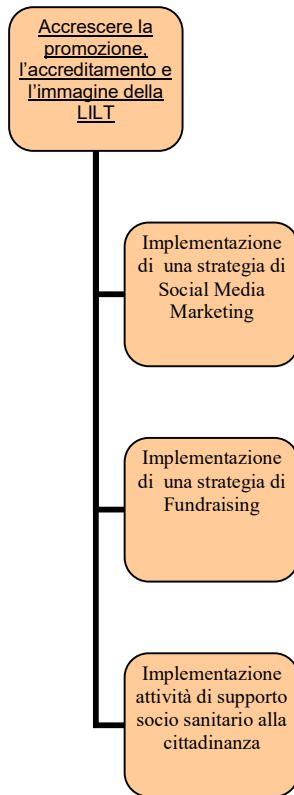 Accrescere la
promozione,
l'accreditamento e
l'immagine della
LILT
Implementazione
di una strategia di
Social Media
Marketing
Implementazione
di una strategia di
Fundraising
Implementazione
attività di supporto
socio sanitario alla
cittadinanza